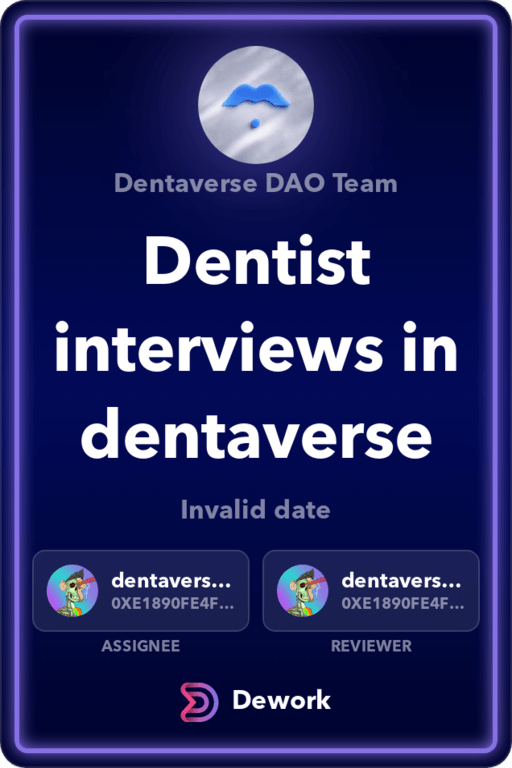 Dentaverse DAO Team
Dentist
interviews in
dentaverse
Invalid date
dentavers... dentavers...
0XE1890FE4F... 0XE1890FE4F...
ASSIGNEE REVIEWER
Dework